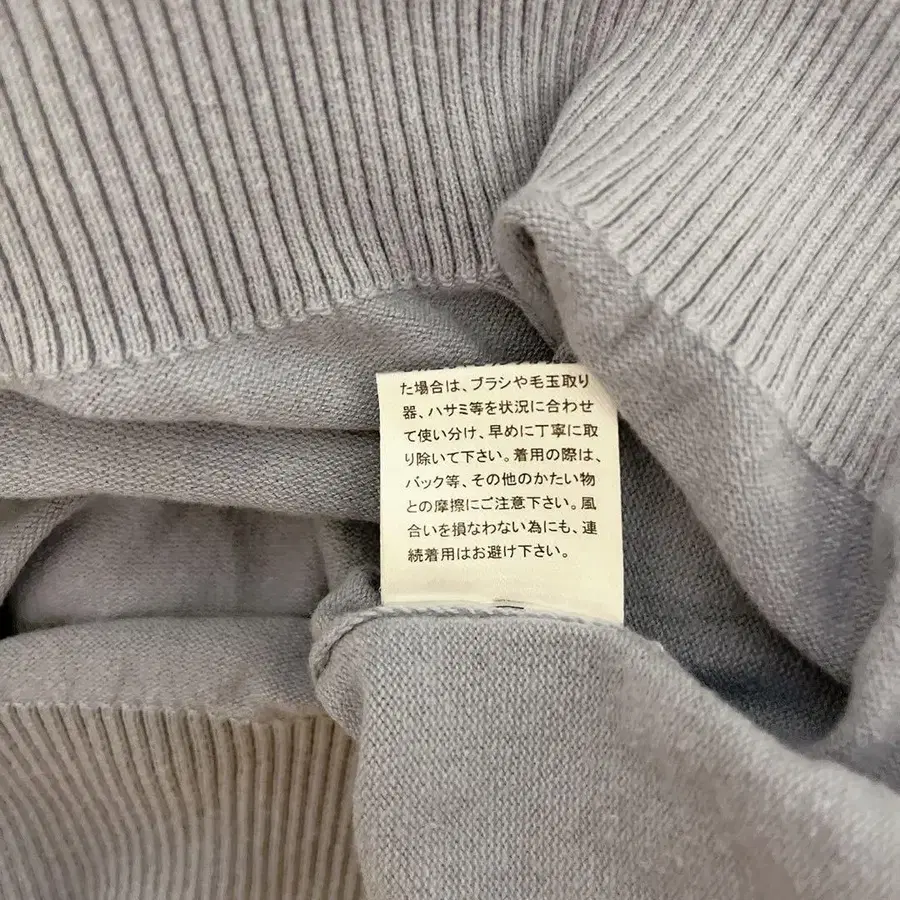 た場合は、ブラシや毛玉取り
器、ハサミ等を状況に合わせ
て使い分け、早めに丁寧に取
り除いて下さい。着用の際は、
バック等、その他のかたい物
との摩擦にご注意下さい。風
合いを損なわない為にも、連
続着用はお避け下さい。